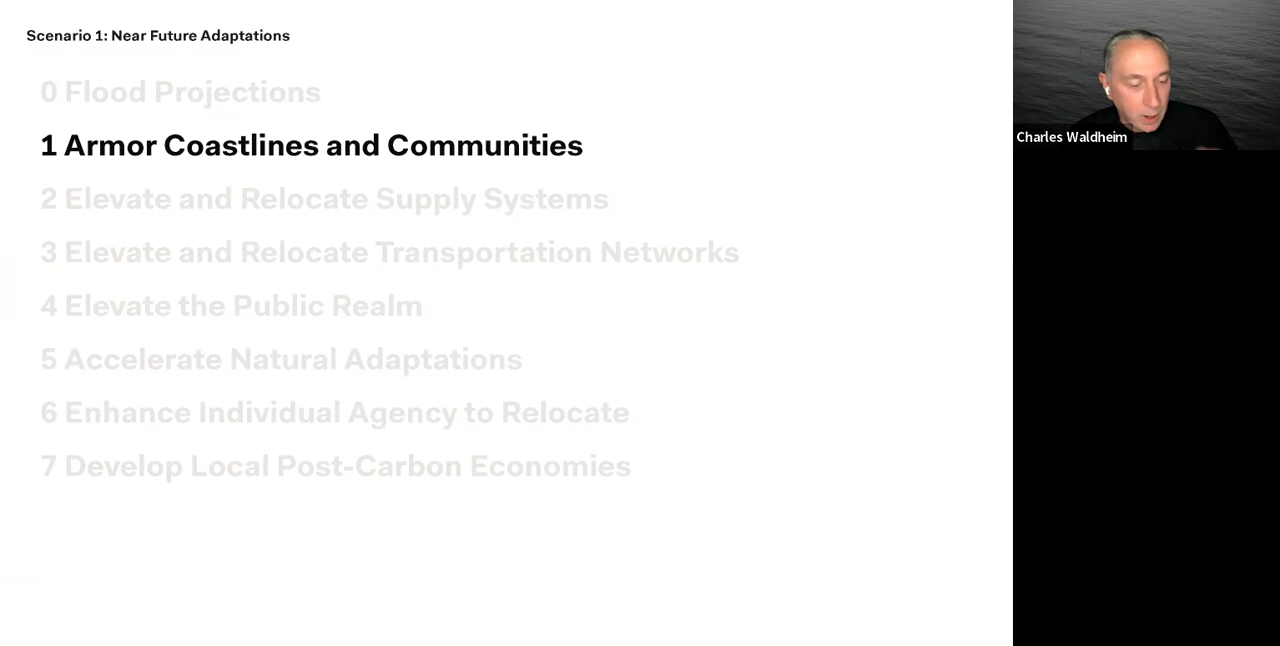 Scenario 1: Near Future Adaptations
0 Flood Projections
1 Armor Coastlines and Communities
2 Elevate and Relocate Supply Systems
3 Elevate and Relocate Transportation Networks
4 Elevate the Public Realm
5 Accelerate Natural Adaptations
6 Enhance Individual Agency to Relocate
7 Develop Local Post-Carbon Economies
Charles Waldheim